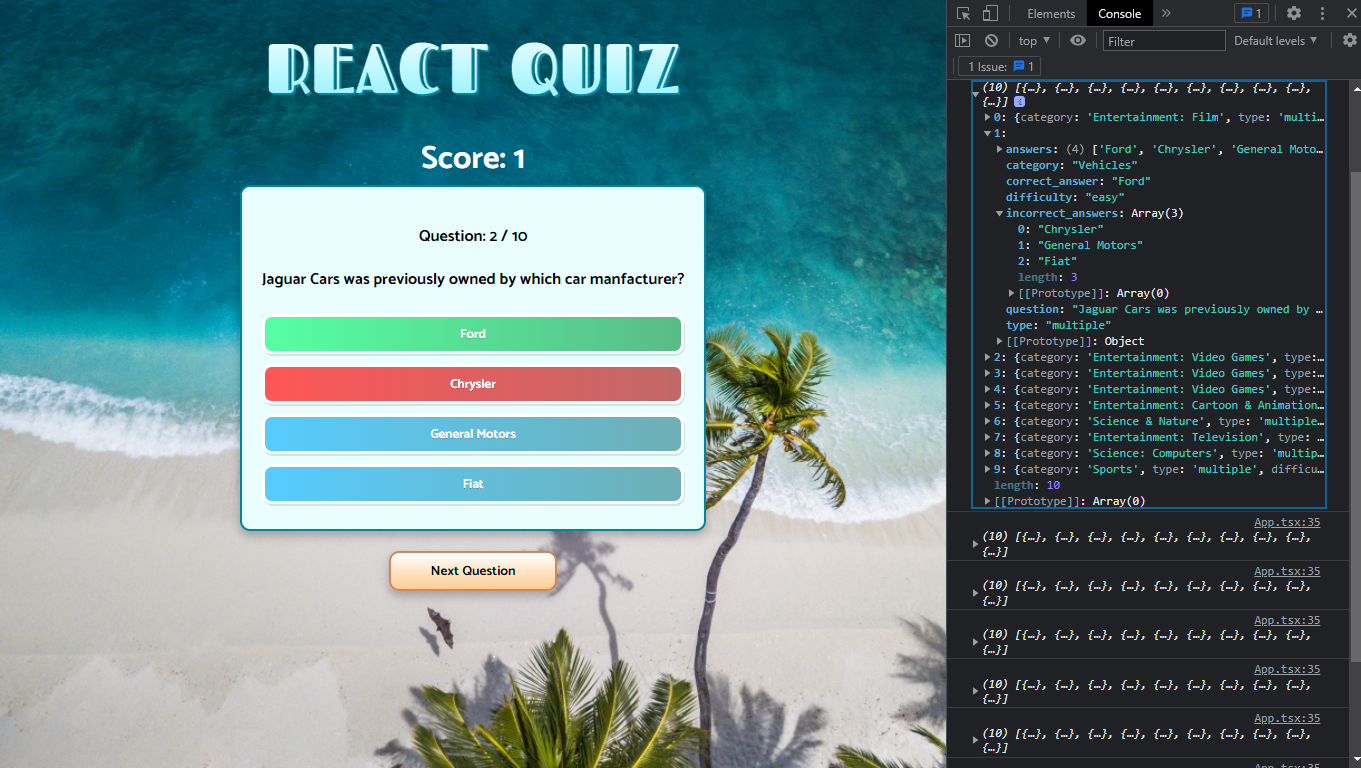 REACT QUIZ
Score: 1
Question: 2 / 10
Jaguar Cars was previously owned by which car manfacturer?
Ford
Chrysler
General Motors
Fiat
Next Question
Elements Console » 1
top ▼ Filter Default levels ▼
1 Issue: 1
(10) [{…}, {…}, {…}, {…}, {…}, {…}, {…}, {…}, {…},
{…}] i
0: {category: 'Entertainment: Film', type: 'multi…
1:
answers: (4) ['Ford', 'Chrysler', 'General Moto…
category: "Vehicles"
correct_answer: "Ford"
difficulty: "easy"
incorrect_answers: Array(3)
0: "Chrysler"
1: "General Motors"
2: "Fiat"
length: 3
[[Prototype]]: Array(0)
question: "Jaguar Cars was previously owned by …
type: "multiple"
[[Prototype]]: Object
2: {category: 'Entertainment: Video Games', type:…
3: {category: 'Entertainment: Video Games', type:…
4: {category: 'Entertainment: Video Games', type:…
5: {category: 'Entertainment: Cartoon & Animation…
6: {category: 'Science & Nature', type: 'multiple…
7: {category: 'Entertainment: Television', type: …
8: {category: 'Science: Computers', type: 'multip…
9: {category: 'Sports', type: 'multiple', difficu…
length: 10
[[Prototype]]: Array(0)
App.tsx:35
(10) [{…}, {…}, {…}, {…}, {…}, {…}, {…}, {…}, {…},
{…}]
App.tsx:35
(10) [{…}, {…}, {…}, {…}, {…}, {…}, {…}, {…}, {…},
{…}]
App.tsx:35
(10) [{…}, {…}, {…}, {…}, {…}, {…}, {…}, {…}, {…},
{…}]
App.tsx:35
(10) [{…}, {…}, {…}, {…}, {…}, {…}, {…}, {…}, {…},
{…}]
App.tsx:35
(10) [{…}, {…}, {…}, {…}, {…}, {…}, {…}, {…}, {…},
{…}]